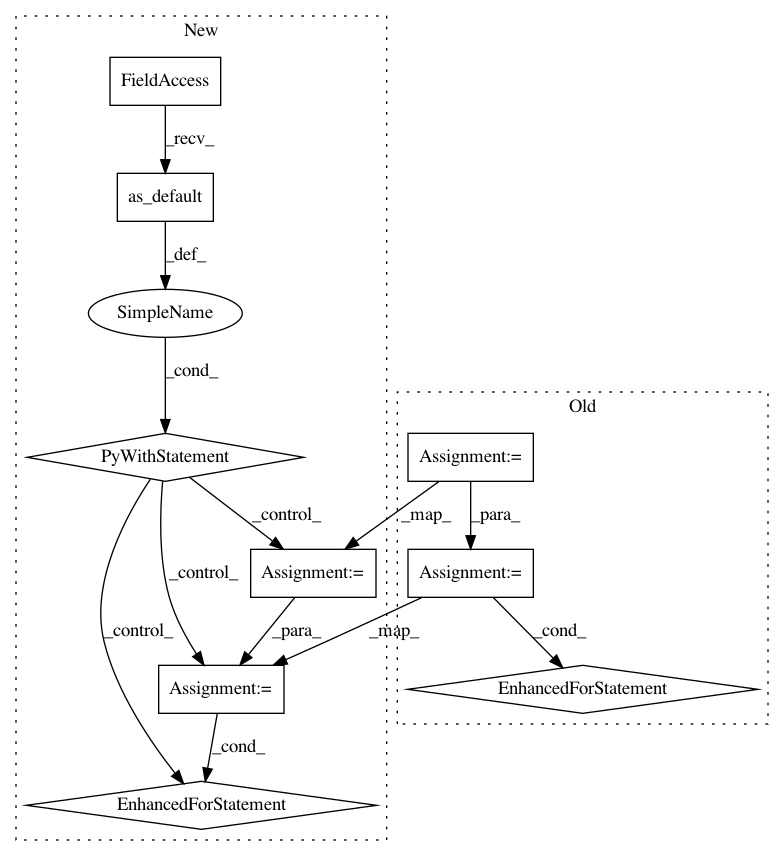 New
FieldAccess
_recv_
as_default
_def_
SimpleName
_cond_
Old
PyWithStatement
Assignment:=
_control_
_map_
_para_
Assignment:=
Assignment:=
_control_
_control_
_para_
_map_
_cond_
Assignment:=
EnhancedForStatement
_cond_
EnhancedForStatement